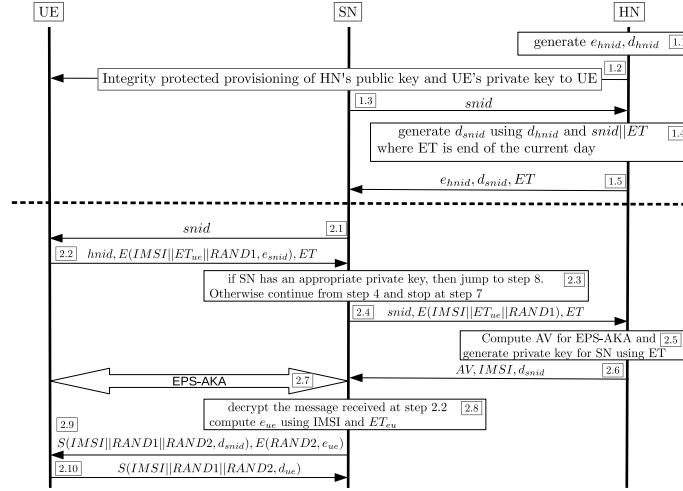 UE
SN
HN
generate e_hnid, d_hnid 1.1
1.2
Integrity protected provisioning of HN's public key and UE's private key to UE
1.3 snid
generate d_snid using d_hnid and snid||ET 1.4
where ET is end of the current day
e_hnid, d_snid, ET 1.5
snid 2.1
2.2 hnid, E(IMSI||ET_ue||RAND1, e_snid), ET
if SN has an appropriate private key, then jump to step 8. 2.3
Otherwise continue from step 4 and stop at step 7
2.4 snid, E(IMSI||ET_ue||RAND1), ET
Compute AV for EPS-AKA and 2.5
generate private key for SN using ET
EPS-AKA 2.7
AV, IMSI, d_snid 2.6
decrypt the message received at step 2.2 2.8
compute e_ue using IMSI and ET_eu
2.9
S(IMSI||RAND1||RAND2, d_snid), E(RAND2, e_ue)
2.10 S(IMSI||RAND1||RAND2, d_ue)